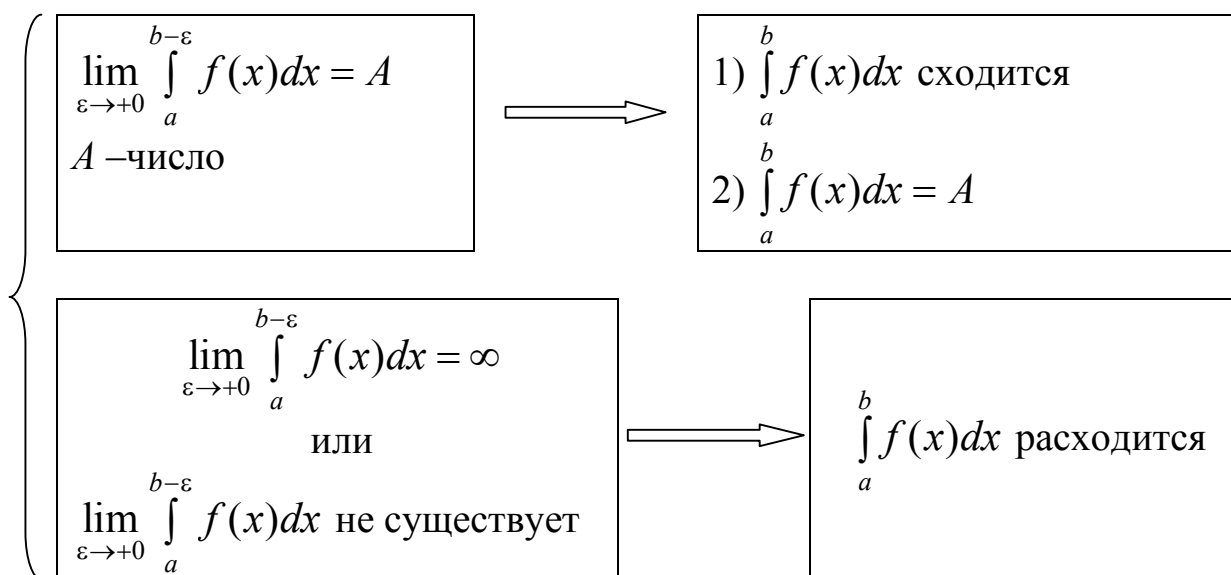 lim_{ε→+0} ∫_a^{b−ε} f(x)dx = A
A –число
1) ∫_a^b f(x)dx сходится
2) ∫_a^b f(x)dx = A
lim_{ε→+0} ∫_a^{b−ε} f(x)dx = ∞
или
lim_{ε→+0} ∫_a^{b−ε} f(x)dx не существует
∫_a^b f(x)dx расходится